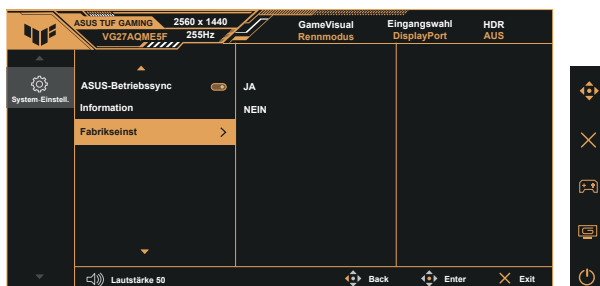 ASUS TUF GAMING 2560 x 1440
VG27AQME5F 255Hz
GameVisual Eingangswahl HDR
Rennmodus DisplayPort AUS
System-Einstell.
ASUS-Betriebssync JA
Information NEIN
Fabrikseinst
Lautstärke 50 Back Enter Exit